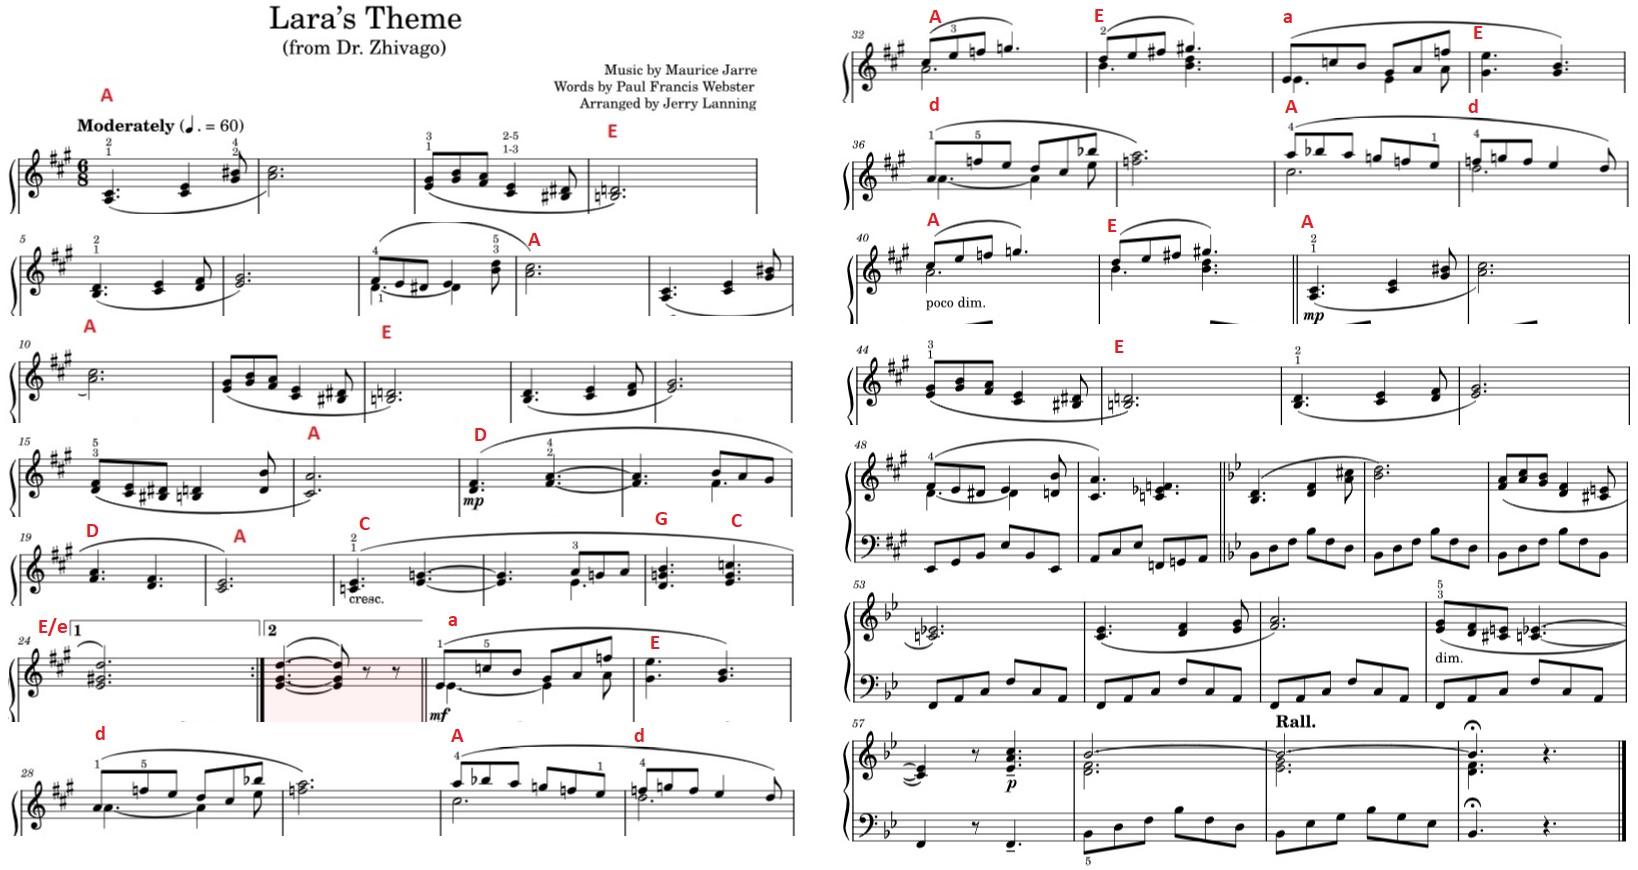 Lara's Theme
(from Dr. Zhivago)
Music by Maurice Jarre
Words by Paul Francis Webster
Arranged by Jerry Lanning
A
Moderately (♩. = 60)
E
2 1 4 2 3 1 2-5 1-3
6 8
5
2 1 4 1 5 3
A
10
A
E
15
5 3
A
D
4 2
mp
19
D
A
C
2 1
cresc.
3
G
C
24
E/e
1
2
a
1 5
mf
E
28
d
1 5
A
4 1
d
4
32
A
3
E
2
a
E
36
d
1 5
A
4 1
d
4
40
A
poco dim.
E
A
2 1
mp
44
3 1
E
2 1
48
4
53
5 3
dim.
57
p
Rall.
5